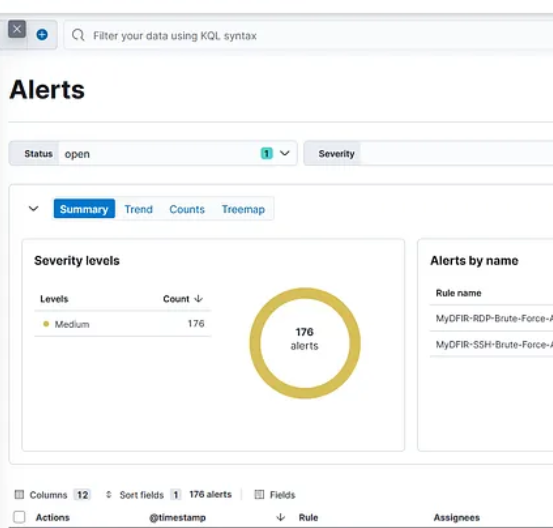 Filter your data using KQL syntax
Alerts
Status open 1 Severity
Summary Trend Counts Treemap
Severity levels
Levels Count
Medium 176
176
alerts
Alerts by name
Rule name
MyDFIR-RDP-Brute-Force-A
MyDFIR-SSH-Brute-Force-A
Columns 12 Sort fields 1 176 alerts Fields
Actions @timestamp Rule Assignees